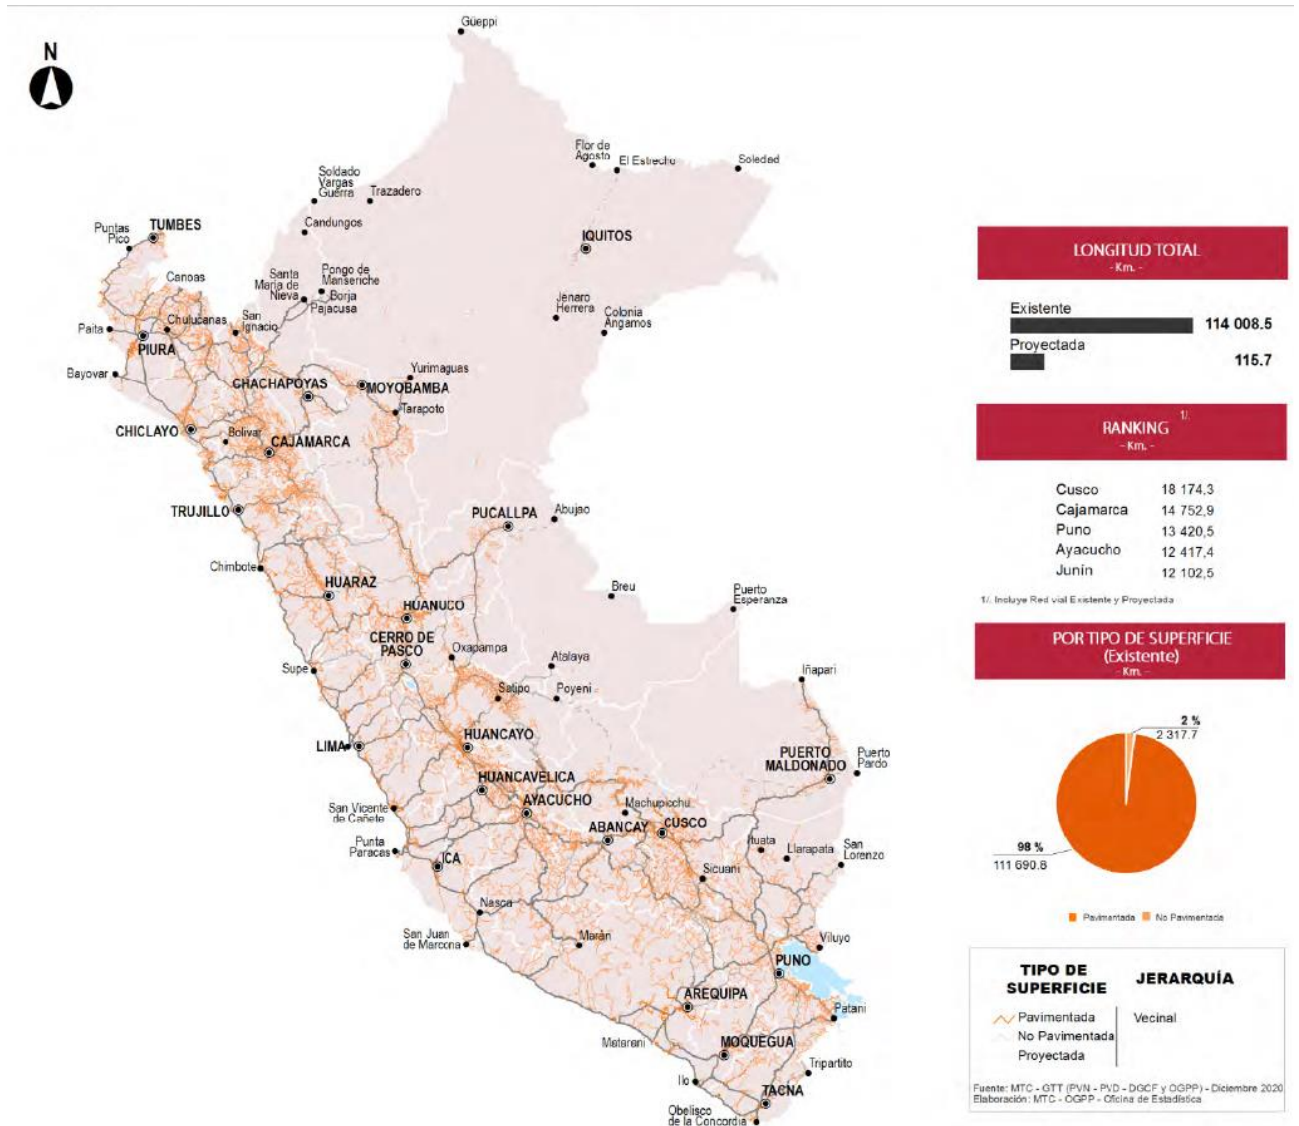 N
Güeppi
Flor de
Agosto
El Estrecho
Soledad
Soldado
Vargas
Guerra
Trazadero
Candungos
Puntas
Pico
TUMBES
IQUITOS
Canoas
Santa
Maria de
Nieva
Pongo de
Manseriche
Borja
Pajacusa
Jenaro
Herrera
Colonia
Angamos
Paita
Chulucanas
San
Ignacio
PIURA
Bayovar
CHACHAPOYAS
MOYOBAMBA
Yurimaguas
Tarapoto
CHICLAYO
Bolivar
CAJAMARCA
TRUJILLO
PUCALLPA
Abujao
Chimbote
HUARAZ
Breu
Puerto
Esperanza
HUANUCO
CERRO DE
PASCO
Oxapampa
Atalaya
Supe
Satipo
Poyeni
Iñapari
LIMA
HUANCAYO
PUERTO
MALDONADO
Puerto
Pardo
HUANCAVELICA
AYACUCHO
Machupicchu
San Vicente
de Cañete
ABANCAY
CUSCO
Punta
Paracas
ICA
Ituata
Llarapata
San
Lorenzo
Sicuani
Nasca
San Juan
de Marcona
Marán
Viluyo
PUNO
AREQUIPA
Patani
Matarani
MOQUEGUA
Tripartito
Ilo
TACNA
Obelisco
de la Concordia
LONGITUD TOTAL
- Km. -
Existente
114 008.5
Proyectada
115.7
RANKING 1/.
- Km. -
Cusco 18 174,3
Cajamarca 14 752,9
Puno 13 420,5
Ayacucho 12 417,4
Junín 12 102,5
1/. Incluye Red vial Existente y Proyectada
POR TIPO DE SUPERFICIE
(Existente)
- Km. -
2 %
2 317.7
98 %
111 690.8
Pavimentada No Pavimentada
TIPO DE
SUPERFICIE
JERARQUÍA
Pavimentada
No Pavimentada
Proyectada
Vecinal
Fuente: MTC - GTT (PVN - PVD - DGCF y OGPP) - Diciembre 2020
Elaboración: MTC - OGPP - Oficina de Estadística